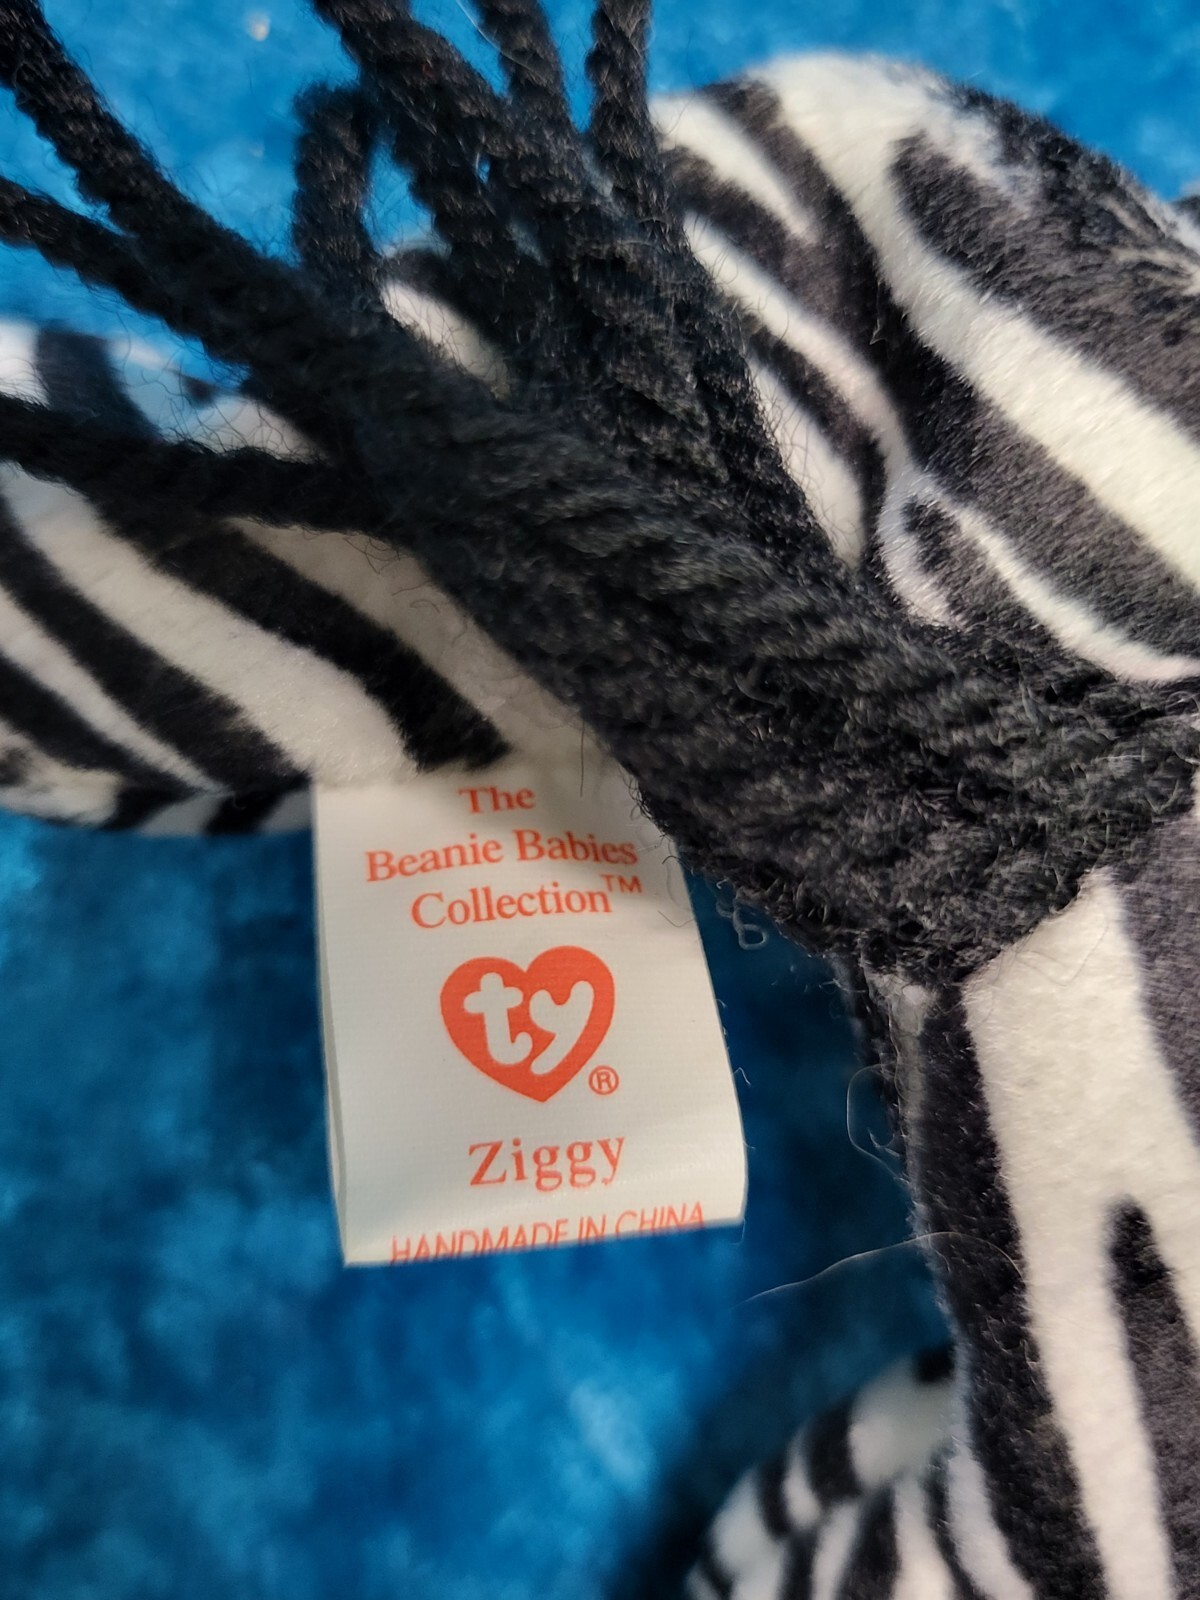 The
Beanie Babies
Collection™
ty®
Ziggy
HANDMADE IN CHINA